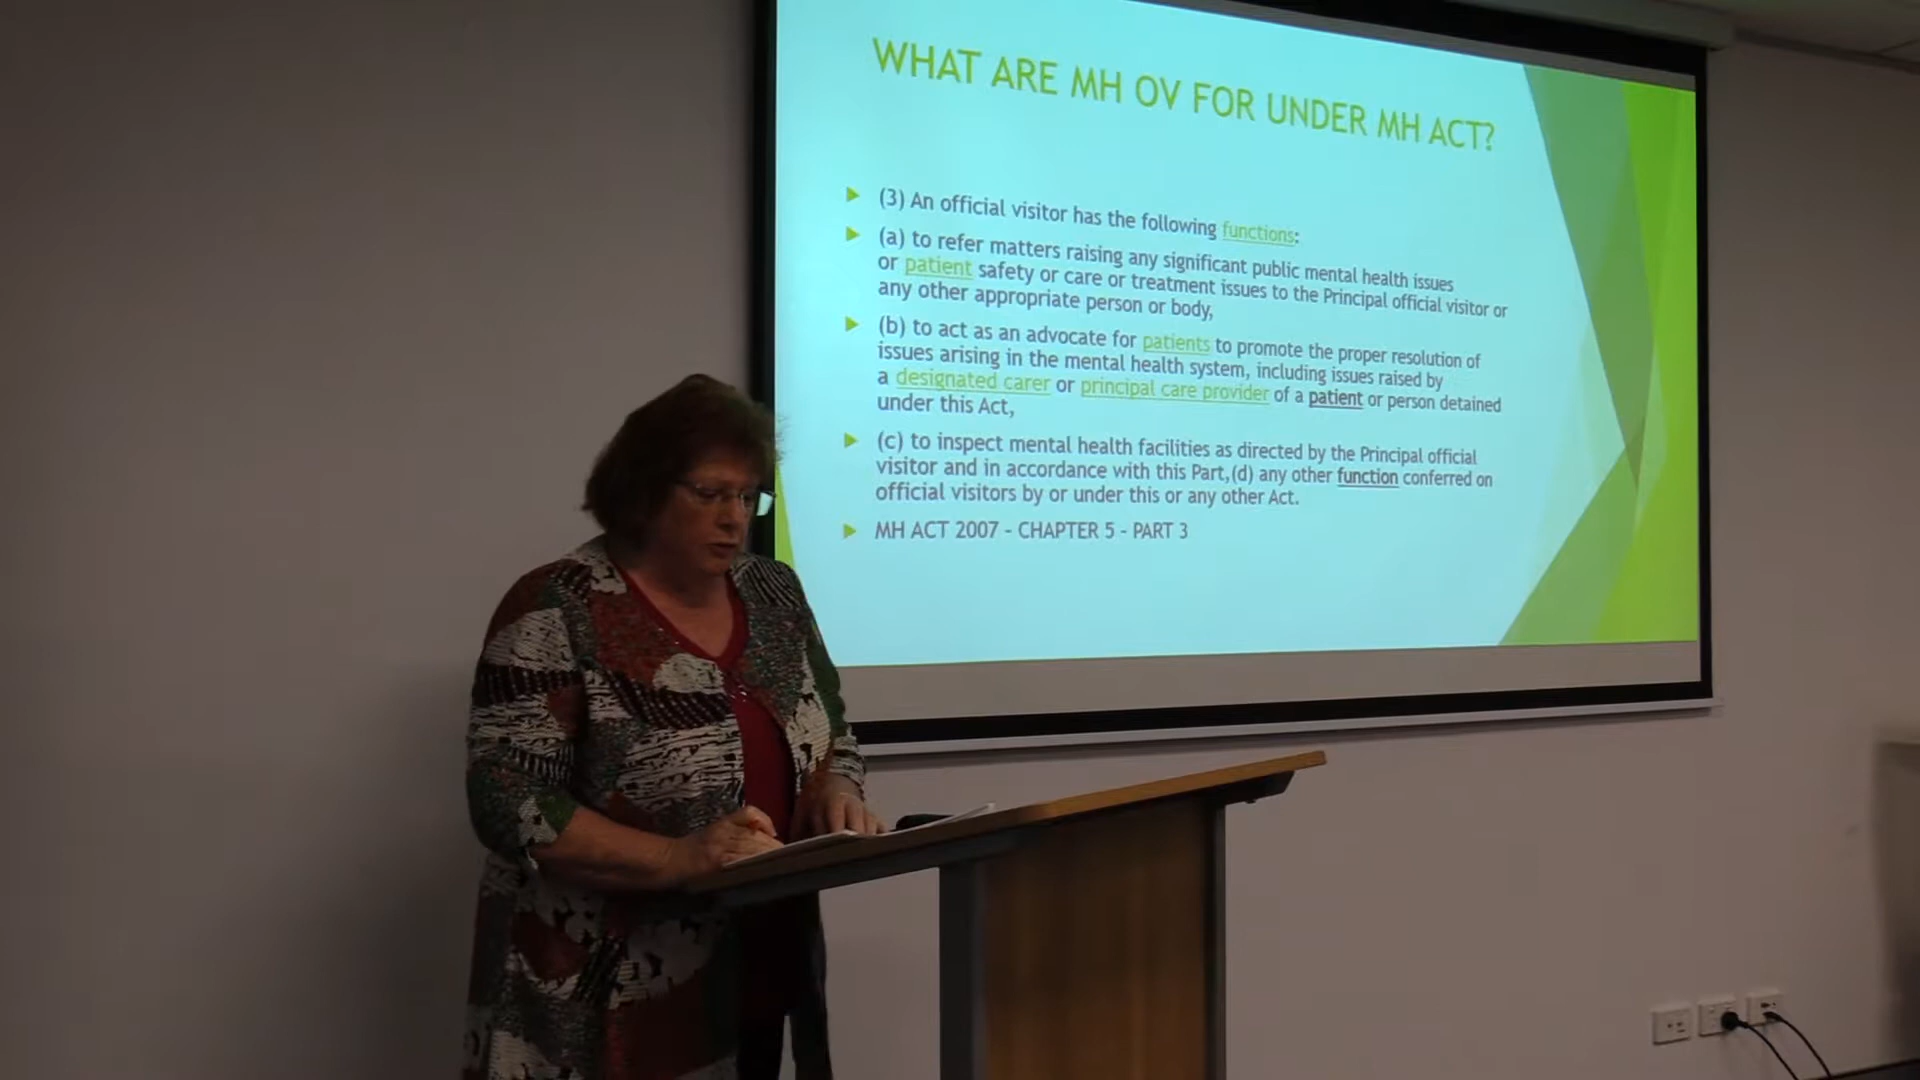 WHAT ARE MH OV FOR UNDER MH ACT?
(3) An official visitor has the following functions:
(a) to refer matters raising any significant public mental health issues
or patient safety or care or treatment issues to the Principal official visitor or
any other appropriate person or body,
(b) to act as an advocate for patients to promote the proper resolution of
issues arising in the mental health system, including issues raised by
a designated carer or principal care provider of a patient or person detained
under this Act,
(c) to inspect mental health facilities as directed by the Principal official
visitor and in accordance with this Part,(d) any other function conferred on
official visitors by or under this or any other Act.
MH ACT 2007 - CHAPTER 5 - PART 3